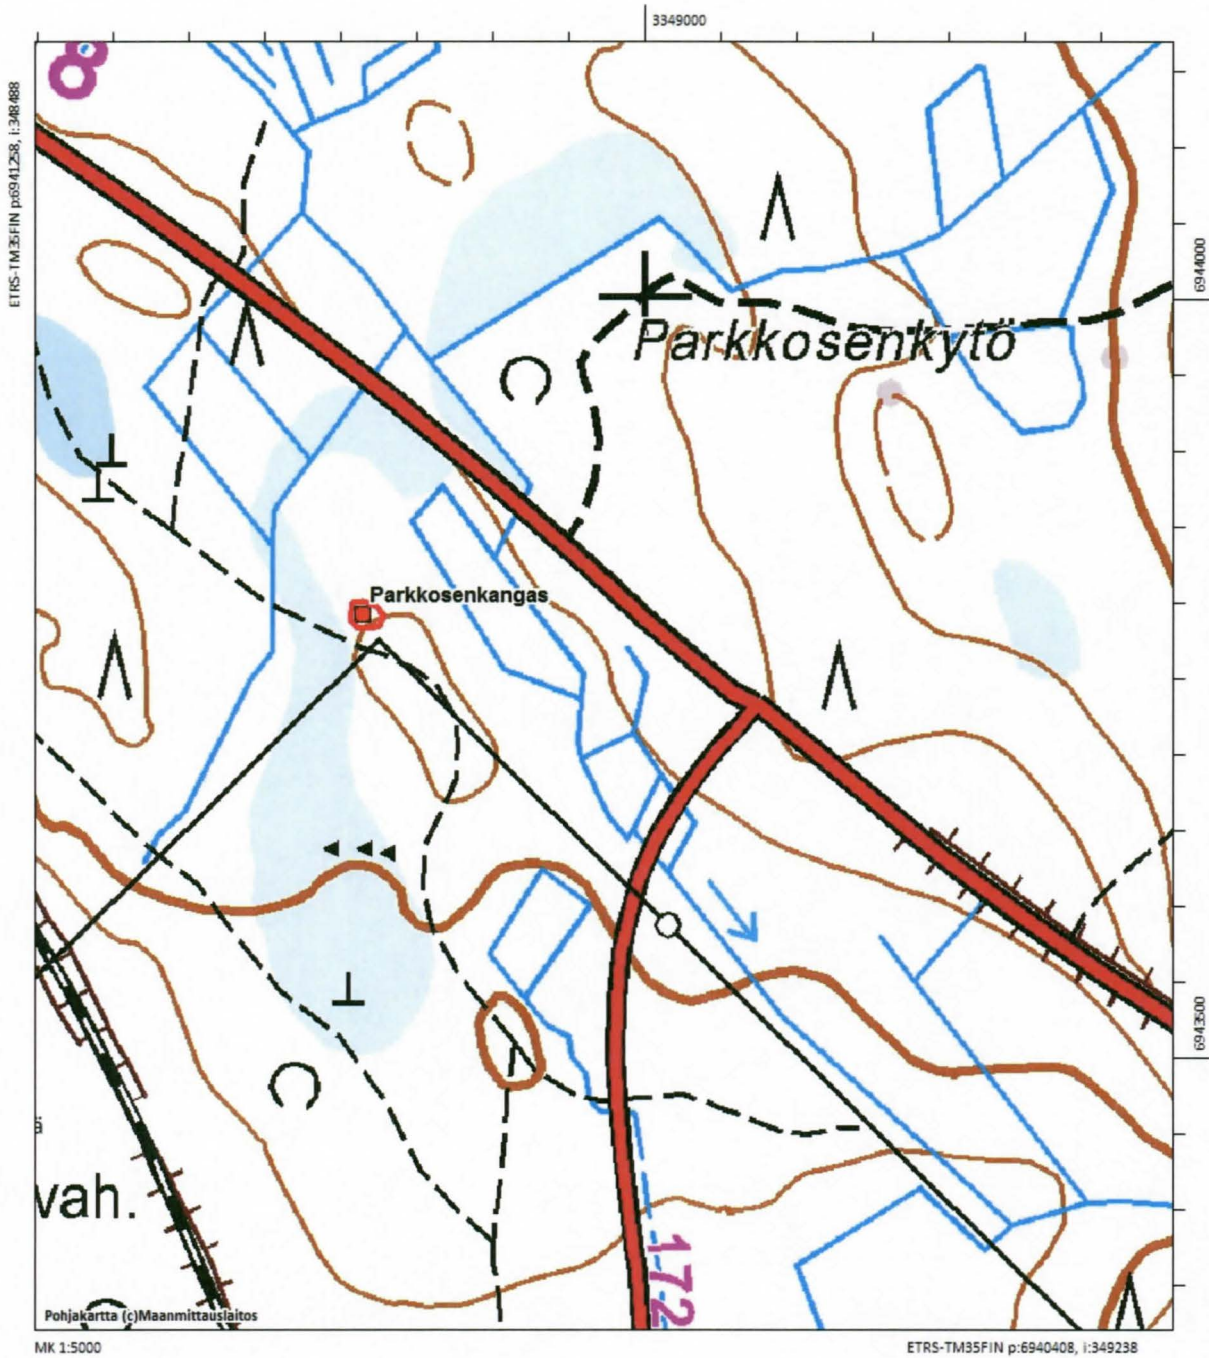 3349000
ETRS-TM35FIN p:6941258, i:348488
8
6944000
Parkkosenkytö
Parkkosenkangas
6943500
ä
vah.
172
Pohjakartta (c)Maanmittauslaitos
MK 1:5000
ETRS-TM35FIN p:6940408, i:349238